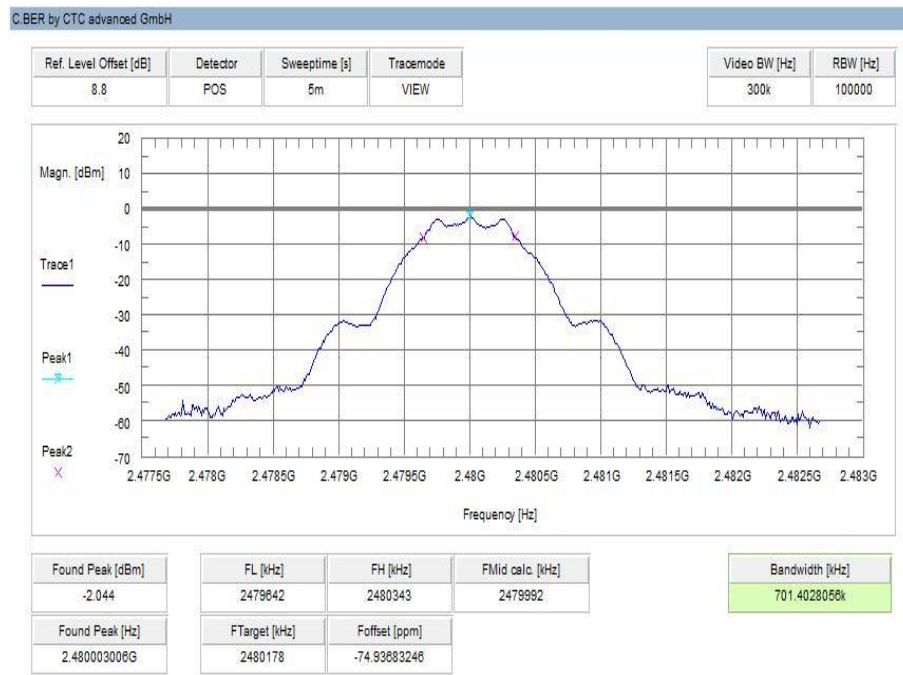 C.BER by CTC advanced GmbH
Ref. Level Offset [dB] Detector Sweeptime [s] Tracemode Video BW [Hz] RBW [Hz]
8.8 POS 5m VIEW 300k 100000
Magn. [dBm]
20
10
0
-10
-20
-30
-40
-50
-60
-70
Trace1
Peak1
Peak2
2.4775G 2.478G 2.4785G 2.479G 2.4795G 2.48G 2.4805G 2.481G 2.4815G 2.482G 2.4825G 2.483G
Frequency [Hz]
Found Peak [dBm] FL [kHz] FH [kHz] FMid calc. [kHz] Bandwidth [kHz]
-2.044 2479642 2480343 2479992 701.4028056k
Found Peak [Hz] FTarget [kHz] Foffset [ppm]
2.480003006G 2480178 -74.93683246